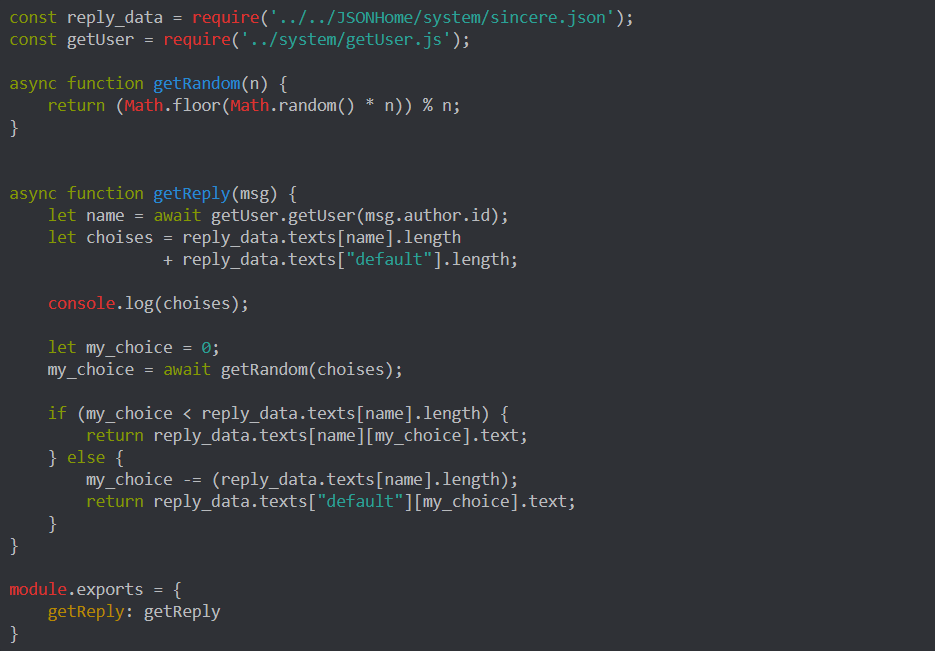 const reply_data = require('../../JSONHome/system/sincere.json');
const getUser = require('../system/getUser.js');

async function getRandom(n) {
    return (Math.floor(Math.random() * n)) % n;
}


async function getReply(msg) {
    let name = await getUser.getUser(msg.author.id);
    let choises = reply_data.texts[name].length
                + reply_data.texts["default"].length;

    console.log(choises);

    let my_choice = 0;
    my_choice = await getRandom(choises);

    if (my_choice < reply_data.texts[name].length) {
        return reply_data.texts[name][my_choice].text;
    } else {
        my_choice -= (reply_data.texts[name].length);
        return reply_data.texts["default"][my_choice].text;
    }
}

module.exports = {
    getReply: getReply
}